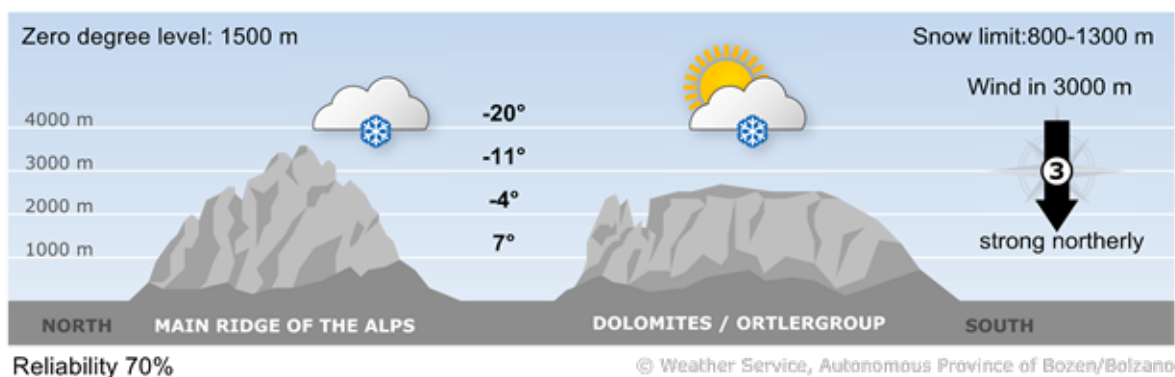 Zero degree level: 1500 m
Snow limit:800-1300 m
Wind in 3000 m
4000 m
-20°
3000 m
-11°
3
2000 m
-4°
1000 m
7°
strong northerly
NORTH
MAIN RIDGE OF THE ALPS
DOLOMITES / ORTLERGROUP
SOUTH
Reliability 70%
© Weather Service, Autonomous Province of Bozen/Bolzano